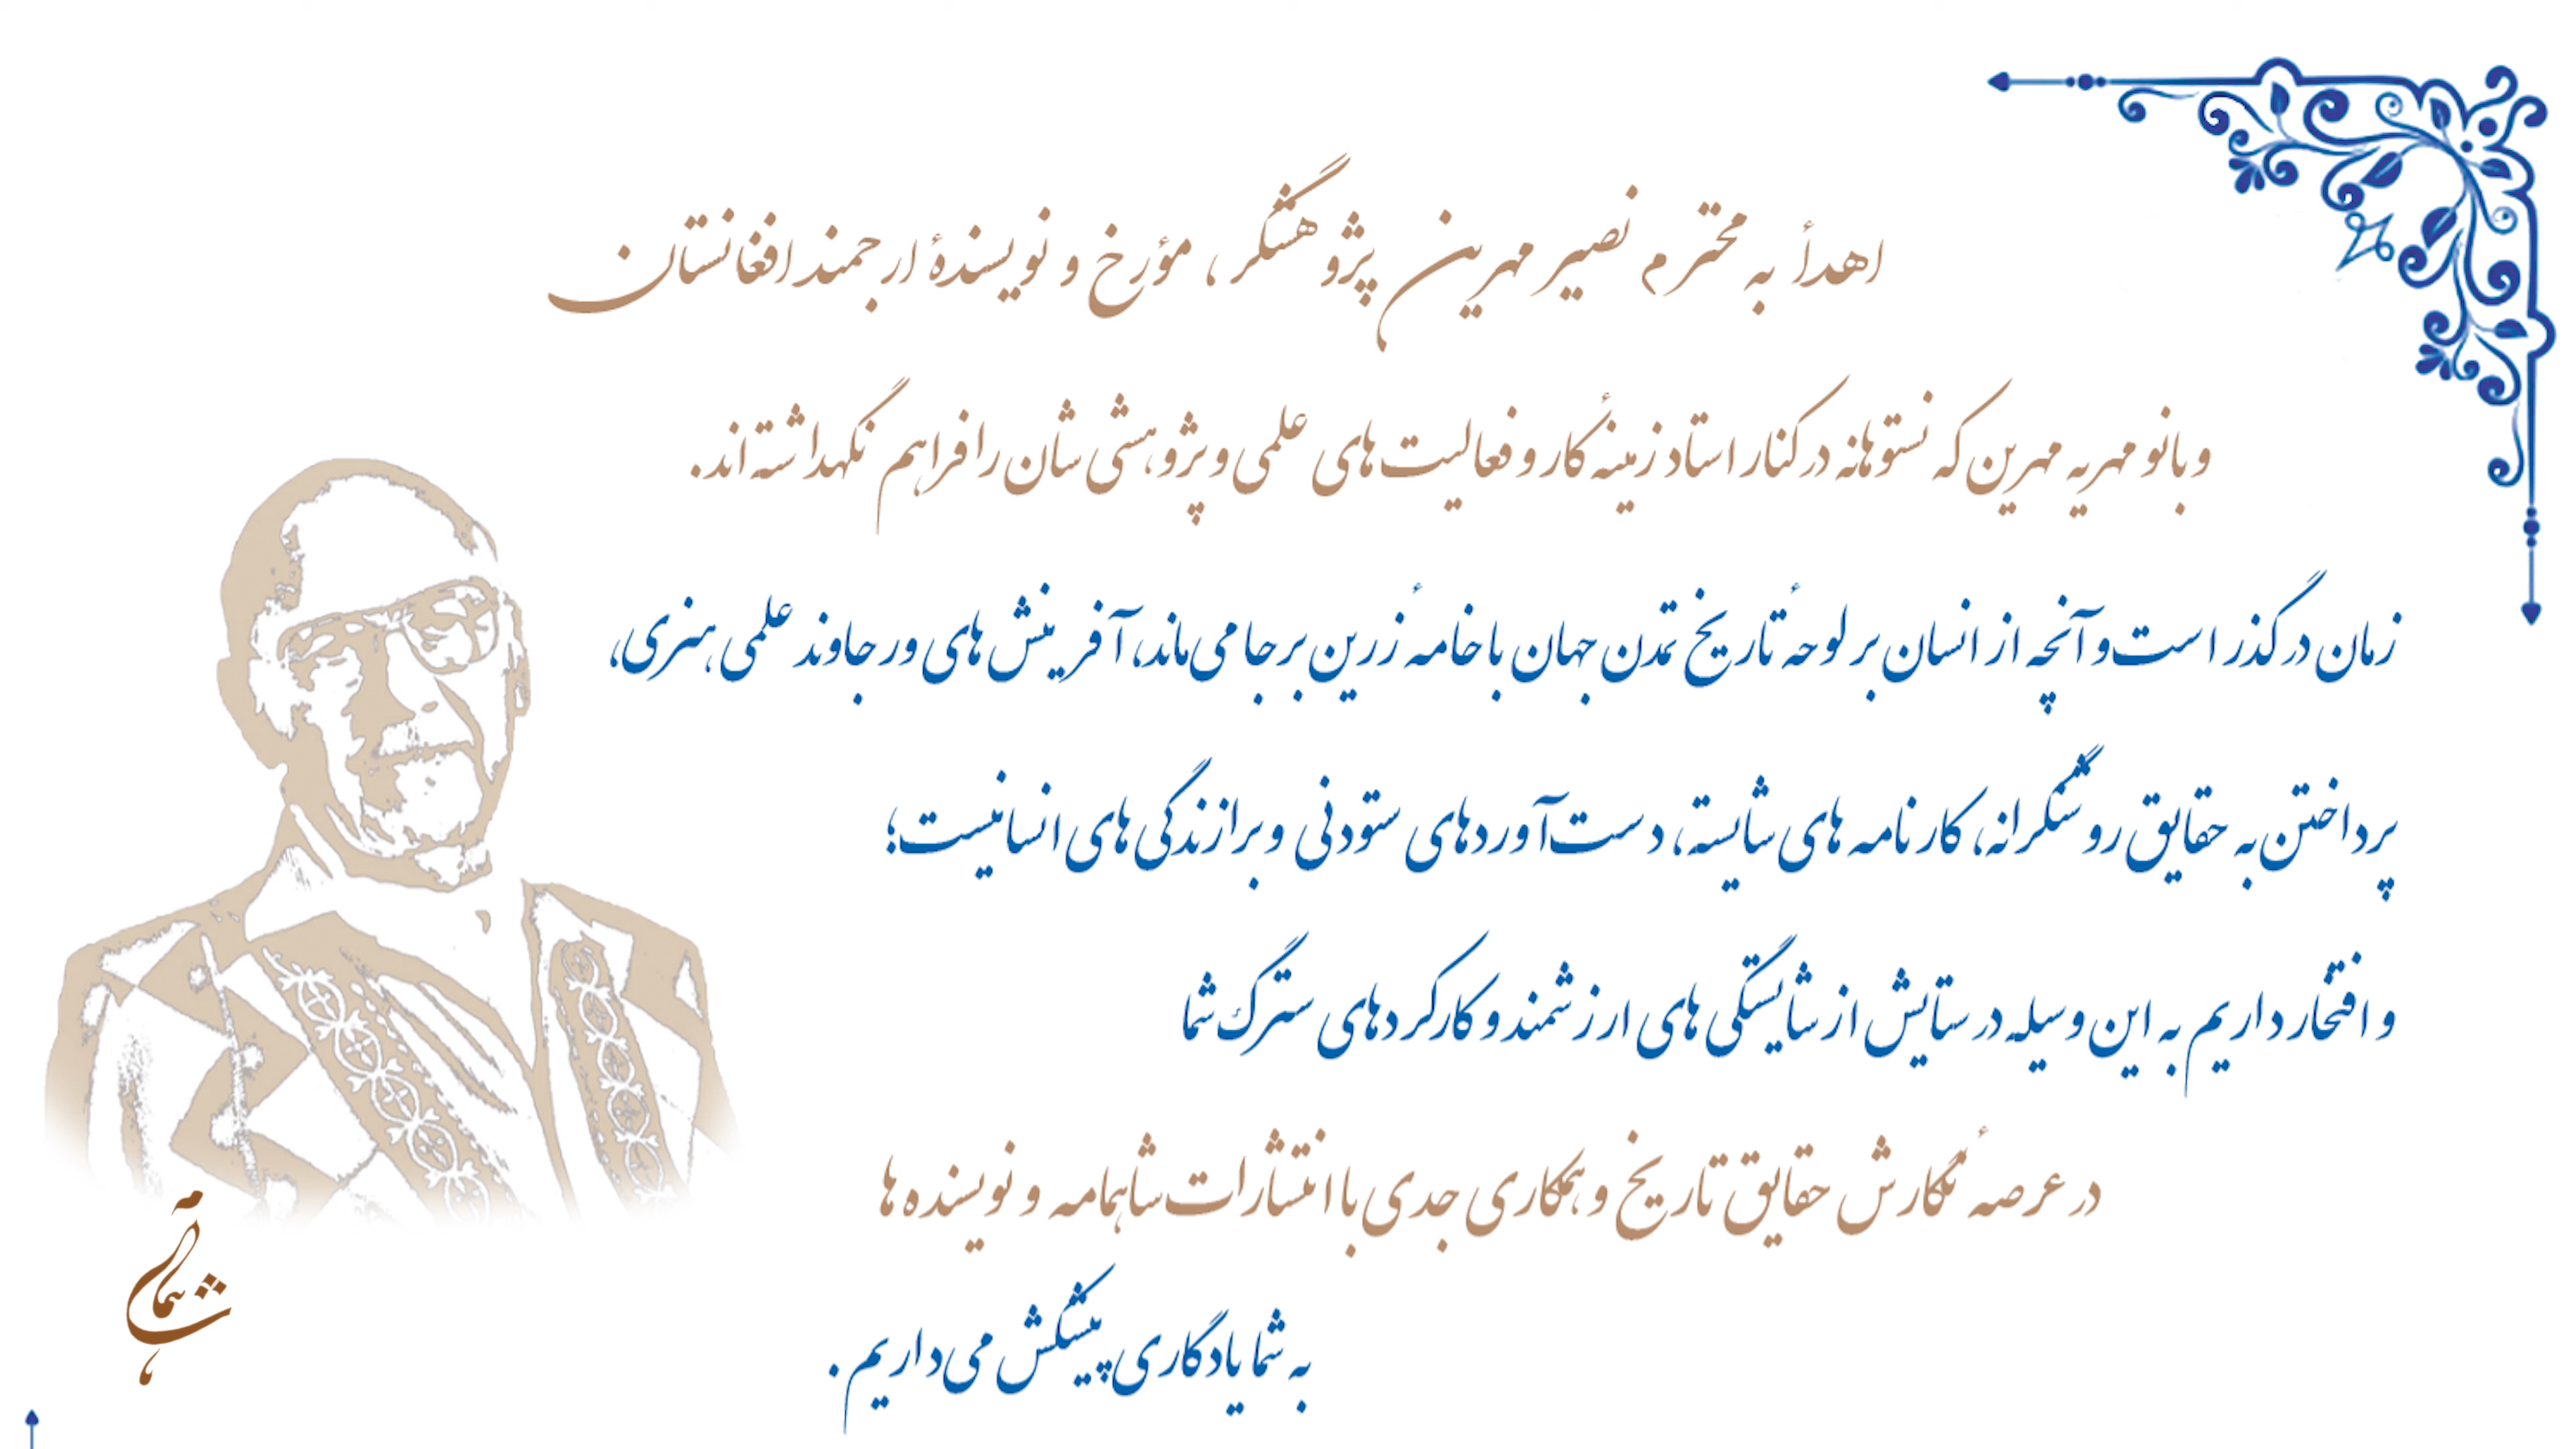 اهدأ به محترم نصیر مهرین پژوهشگر، مؤرخ و نویسندهٔ ارجمند افغانستان
و بانو مهریه مهرین که نستوهانه در کنار استاد زمینهٔ کار و فعالیت های علمی و پژوهشی شان را فراهم نگهداشته اند.
زمان در گذر است و آنچه از انسان بر لوحهٔ تاریخ تمدن جهان با خامهٔ زرین بر جا می ماند، آفرینش های ورجاوند علمی، هنری،
پرداختن به حقایق روشنگرانه، کارنامه های شایسته، دست آوردهای ستودنی و برازندگی های انسانیست؛
و افتخار داریم به این وسیله در ستایش از شایستگی های ارزشمند و کارکردهای سترگ شما
در عرصهٔ نگارش حقایق تاریخ و همکاری جدی با انتشارات شاهمامه و نویسنده ها
به شما یادگاری پیشکش می داریم.
شاهمامه